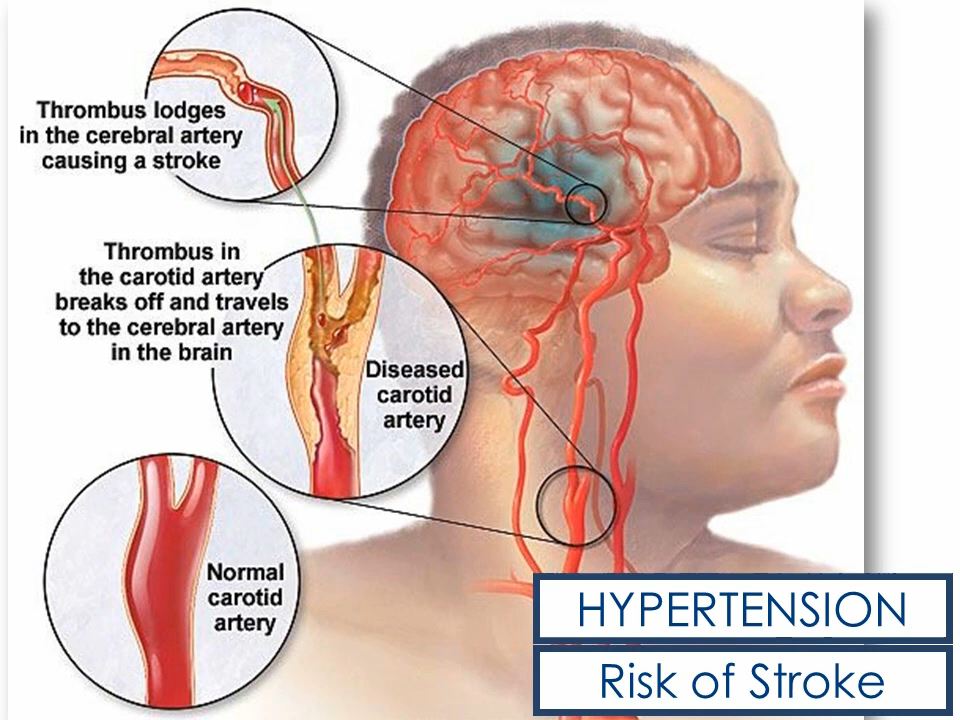 Thrombus lodges
in the cerebral artery
causing a stroke
Thrombus in
the carotid artery
breaks off and travels
to the cerebral artery
in the brain
Diseased
carotid
artery
Normal
carotid
artery
HYPERTENSION
Risk of Stroke